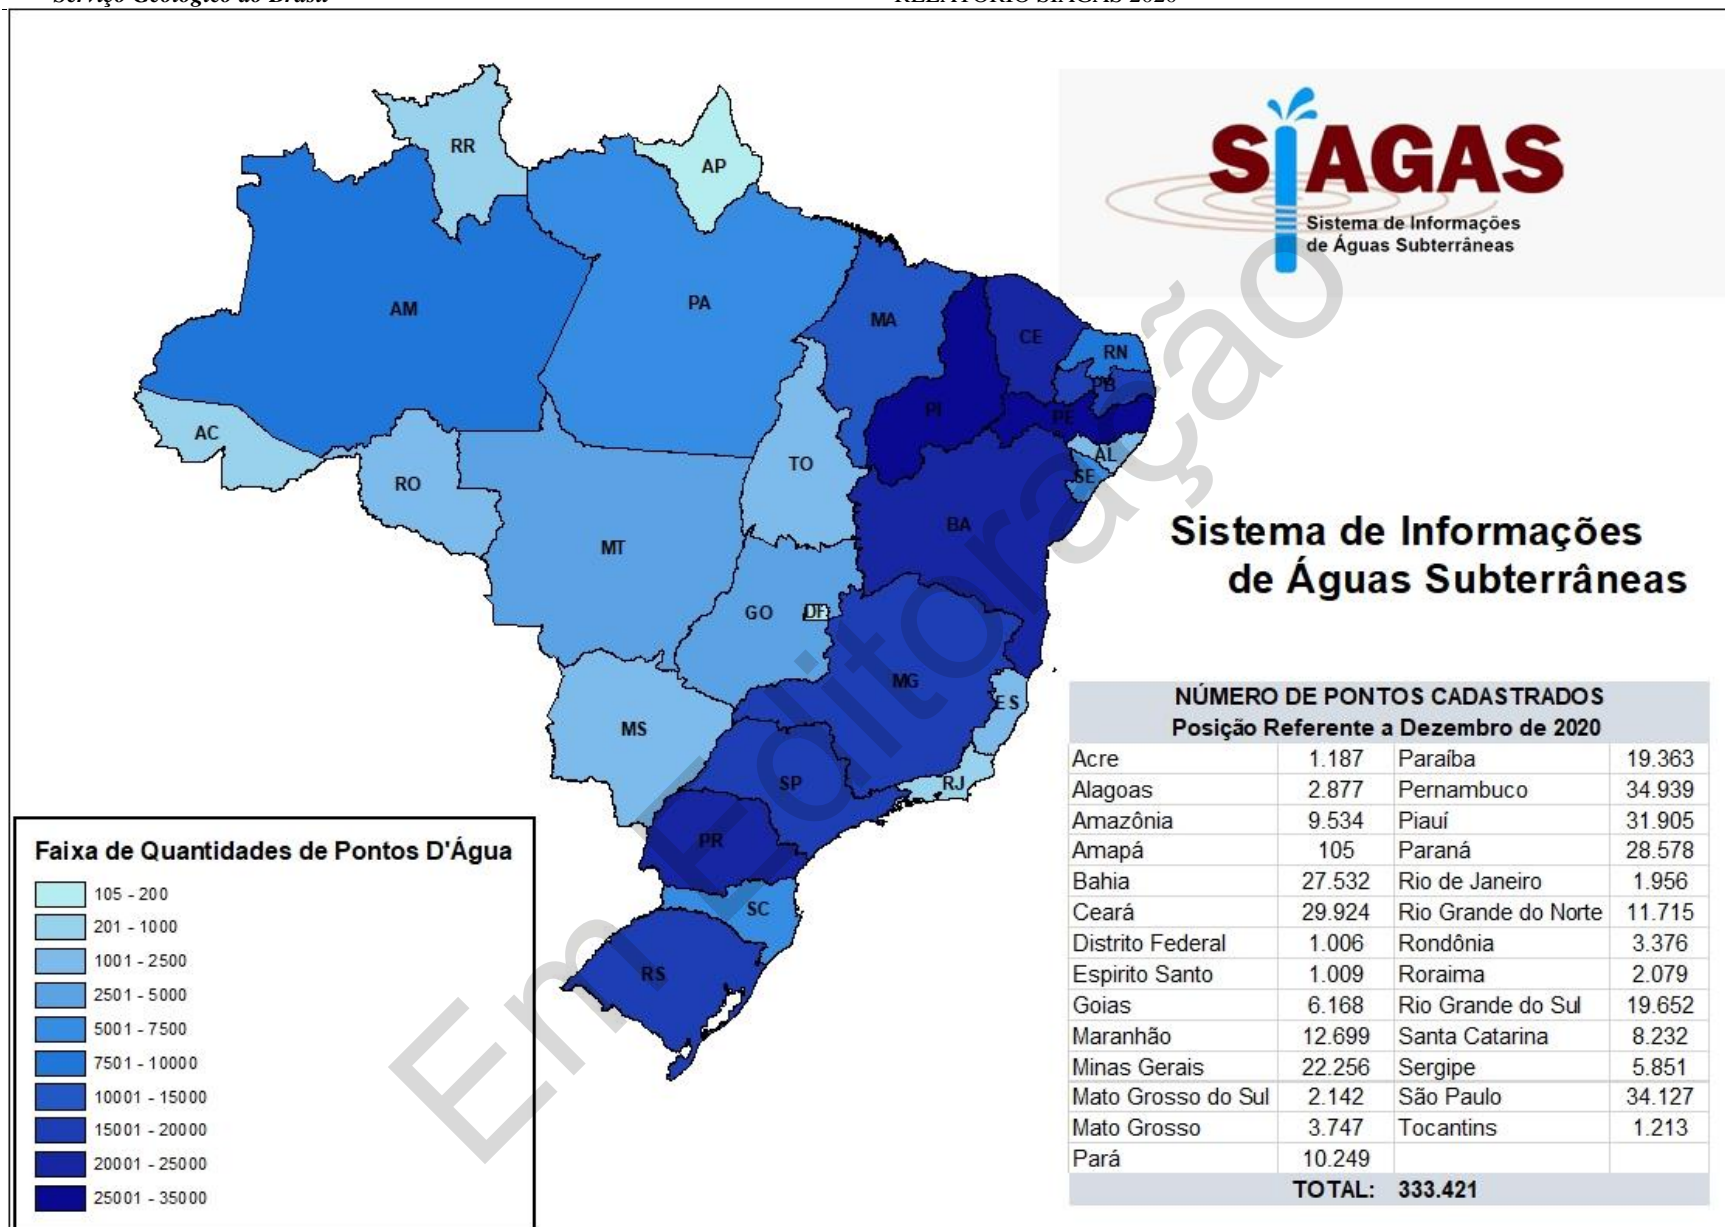 Serviço Geológico do Brasil
RELATÓRIO SIAGAS 2020
RR
AP
AM
PA
MA
CE
RN
PB
PI
PE
AC
TO
AL
SE
RO
BA
MT
GO
DF
MG
ES
MS
SP
RJ
PR
SC
RS
SIAGAS
Sistema de Informações
de Águas Subterrâneas
Sistema de Informações
de Águas Subterrâneas
Em Editoração
NÚMERO DE PONTOS CADASTRADOS
Posição Referente a Dezembro de 2020
Acre 1.187 Paraíba 19.363
Alagoas 2.877 Pernambuco 34.939
Amazônia 9.534 Piauí 31.905
Amapá 105 Paraná 28.578
Bahia 27.532 Rio de Janeiro 1.956
Ceará 29.924 Rio Grande do Norte 11.715
Distrito Federal 1.006 Rondônia 3.376
Espirito Santo 1.009 Roraima 2.079
Goias 6.168 Rio Grande do Sul 19.652
Maranhão 12.699 Santa Catarina 8.232
Minas Gerais 22.256 Sergipe 5.851
Mato Grosso do Sul 2.142 São Paulo 34.127
Mato Grosso 3.747 Tocantins 1.213
Pará 10.249
TOTAL: 333.421
Faixa de Quantidades de Pontos D'Água
105 - 200
201 - 1000
1001 - 2500
2501 - 5000
5001 - 7500
7501 - 10000
10001 - 15000
15001 - 20000
20001 - 25000
25001 - 35000